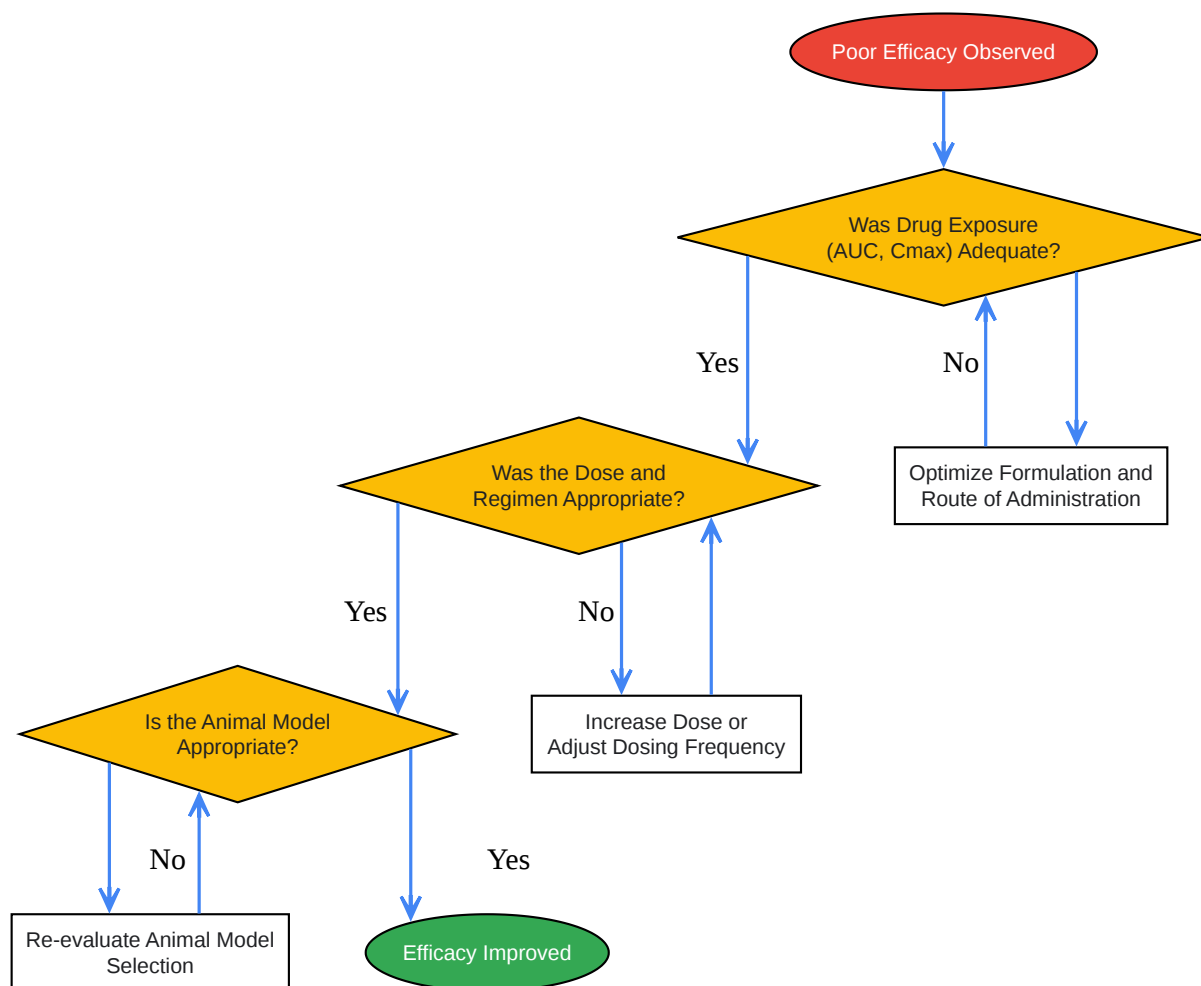 Poor Efficacy Observed
Was Drug Exposure
(AUC, Cmax) Adequate?
Yes
No
Optimize Formulation and
Route of Administration
Was the Dose and
Regimen Appropriate?
Yes
No
Increase Dose or
Adjust Dosing Frequency
Is the Animal Model
Appropriate?
No
Yes
Re-evaluate Animal Model
Selection
Efficacy Improved